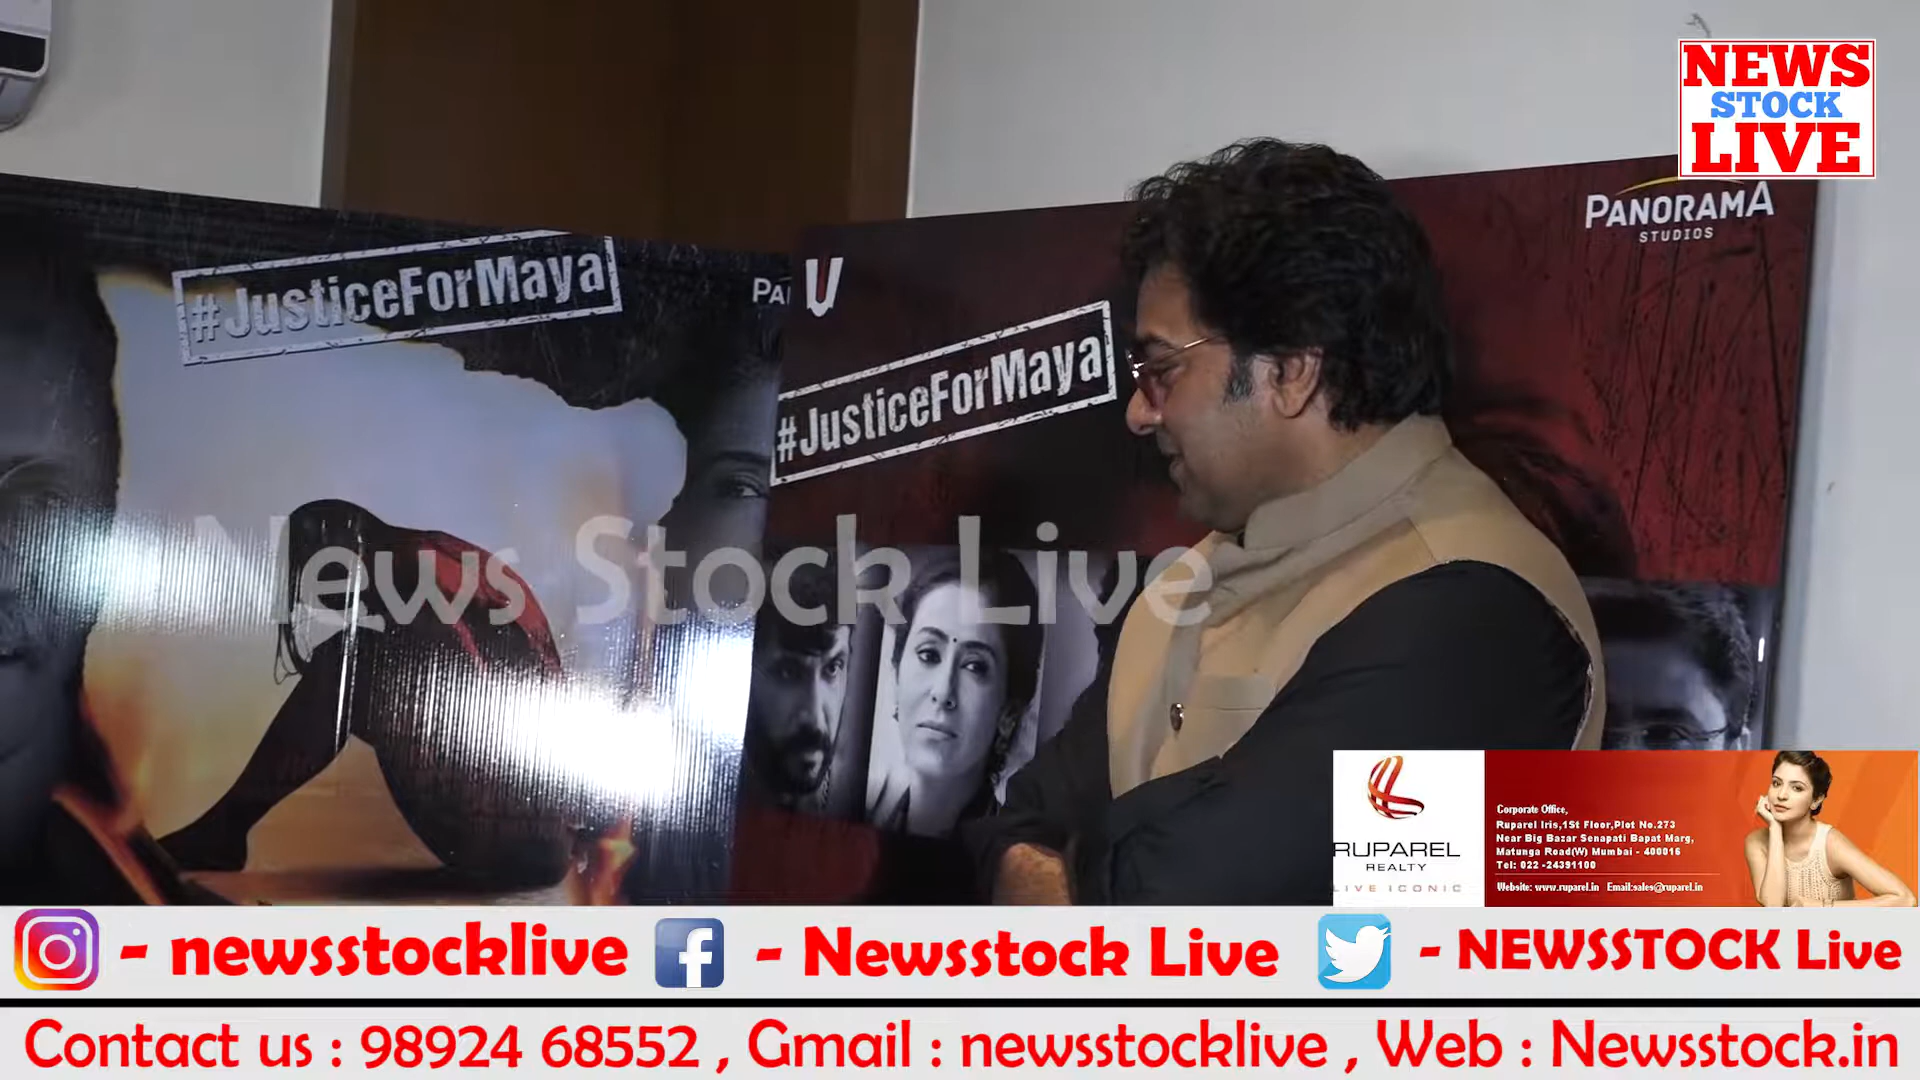 NEWS
STOCK
LIVE
PANORAMA
STUDIOS
#JusticeForMaya
PA
#JusticeForMaya
News Stock Live
RUPAREL
REALTY
LIVE ICONIC
Corporate Office,
Ruparel Iris,1St Floor,Plot No.273
Near Big Bazar Senapati Bapat Marg,
Matunga Road(W) Mumbai - 400016
Tel: 022 -24391100
Website: www.ruparel.in Email:sales@ruparel.in
- newsstocklive - Newsstock Live - NEWSSTOCK Live
Contact us : 98924 68552 , Gmail : newsstocklive , Web : Newsstock.in